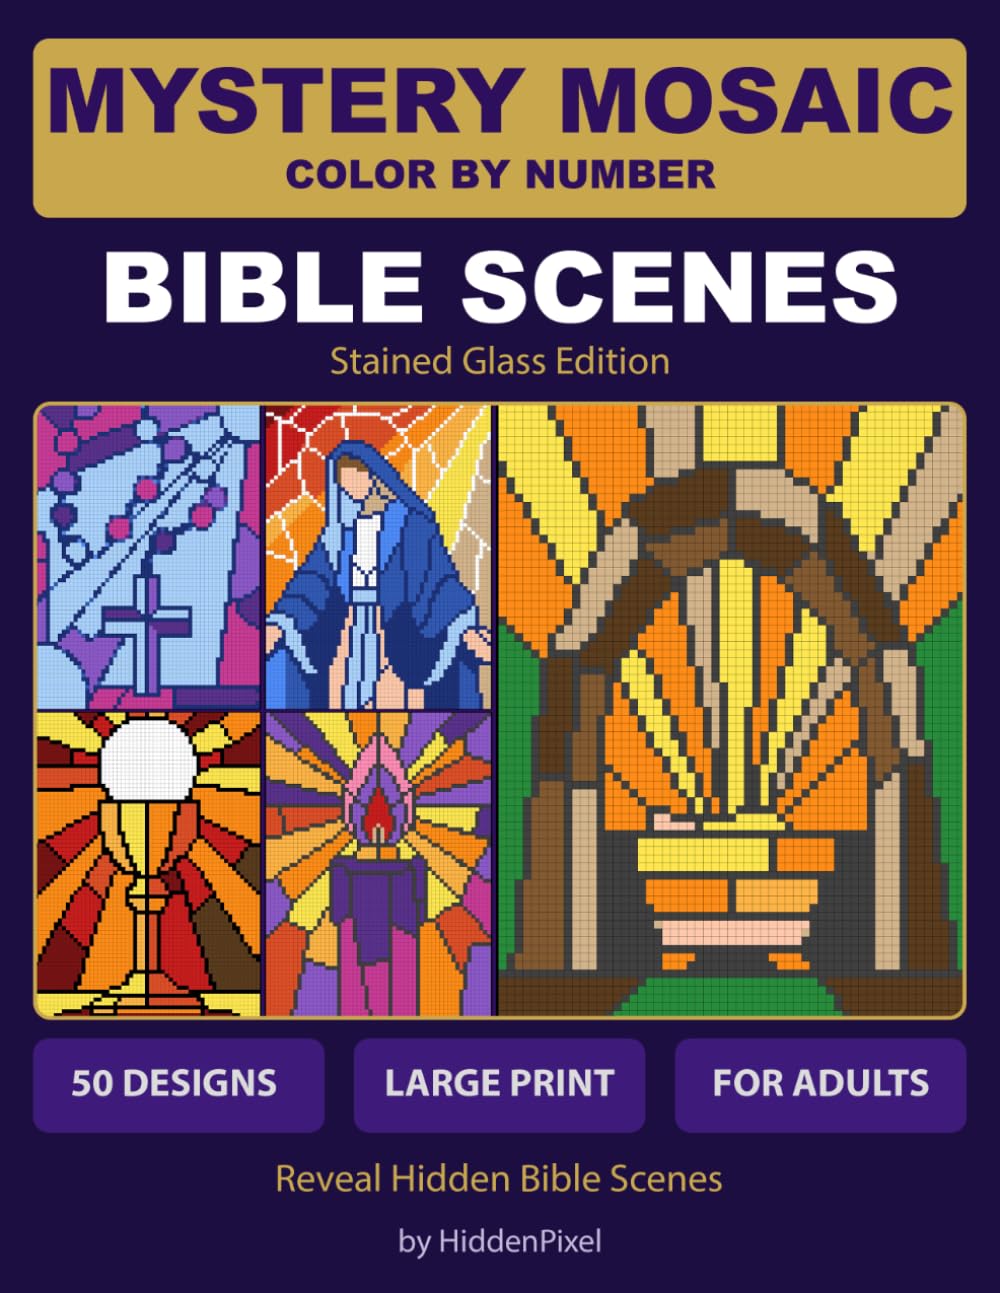 MYSTERY MOSAIC
COLOR BY NUMBER
BIBLE SCENES
Stained Glass Edition
50 DESIGNS
LARGE PRINT
FOR ADULTS
Reveal Hidden Bible Scenes
by HiddenPixel